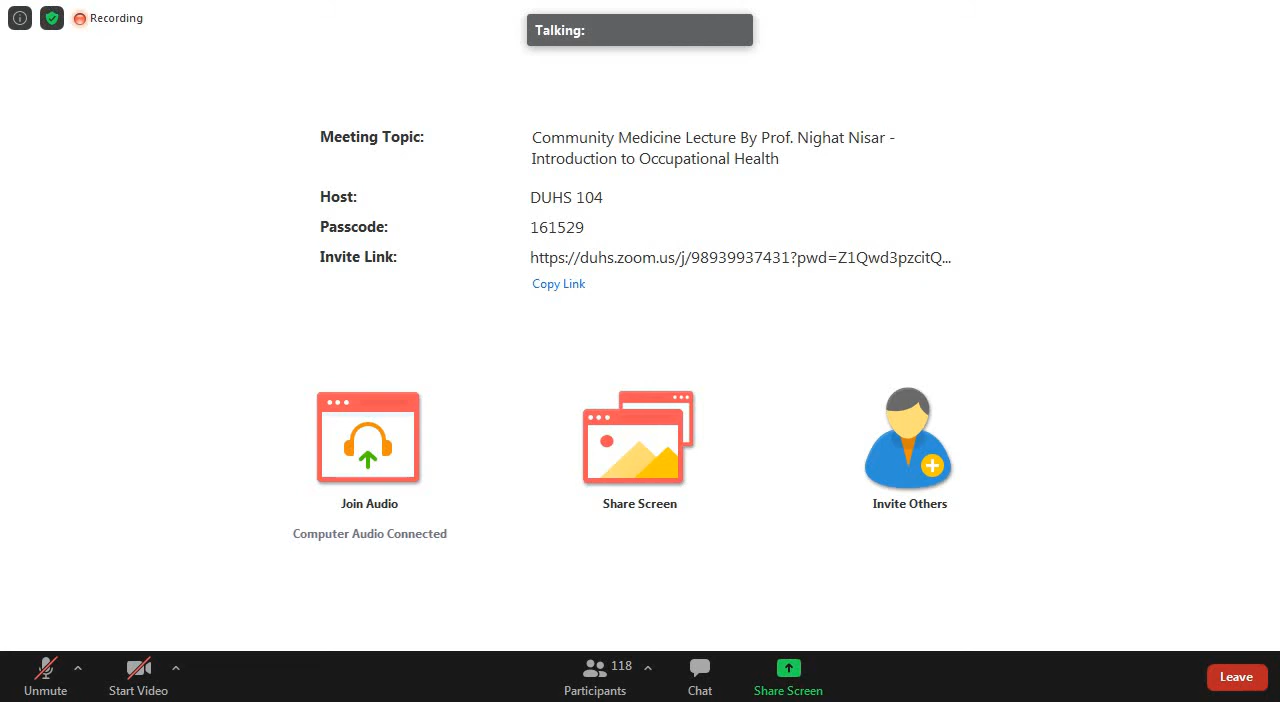 Recording
Talking:
Meeting Topic:
Community Medicine Lecture By Prof. Nighat Nisar -
Introduction to Occupational Health
Host:
DUHS 104
Passcode:
161529
Invite Link:
https://duhs.zoom.us/j/98939937431?pwd=Z1Qwd3pzcitQ...
Copy Link
Join Audio
Share Screen
Invite Others
Computer Audio Connected
Unmute
Start Video
118
Participants
Chat
Share Screen
Leave